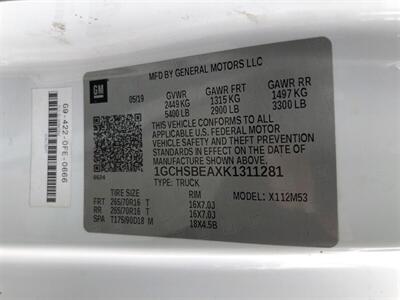 MFD BY GENERAL MOTORS LLC
GM
05/19
GVWR GAWR FRT GAWR RR
2449 KG 1315 KG 1497 KG
5400 LB 2900 LB 3300 LB
THIS VEHICLE CONFORMS TO ALL
APPLICABLE U.S. FEDERAL MOTOR
VEHICLE SAFETY AND THEFT PREVENTION
STANDARDS IN EFFECT ON THE DATE
OF MANUFACTURE SHOWN ABOVE.
1GCHSBEAXK1311281
TYPE: TRUCK
MODEL: X112M53
TIRE SIZE RIM
FRT 265/70R16 T 16X7.0J
RR 265/70R16 T 16X7.0J
SPA T175/90D18 M 18X4.5B
G9-422-0FE-0666